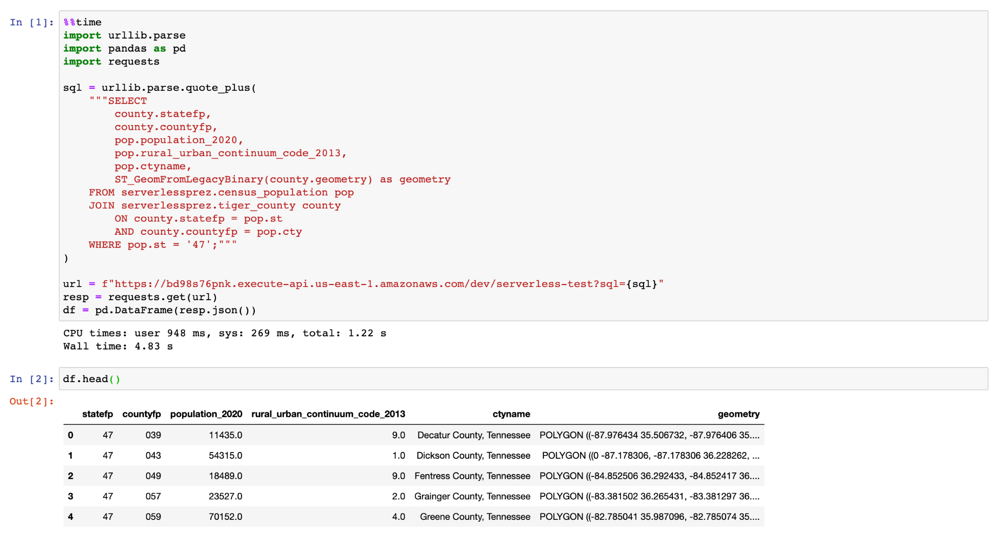 In [1]: %%time
import urllib.parse
import pandas as pd
import requests
sql = urllib.parse.quote_plus(
"""SELECT
county.statefp,
county.countyfp,
pop.population_2020,
pop.rural_urban_continuum_code_2013,
pop.ctyname,
ST_GeomFromLegacyBinary(county.geometry) as geometry
FROM serverlessprez.census_population pop
JOIN serverlessprez.tiger_county county
ON county.statefp = pop.st
AND county.countyfp = pop.cty
WHERE pop.st = '47';"""
)
url = f"https://bd98s76pnk.execute-api.us-east-1.amazonaws.com/dev/serverless-test?sql={sql}"
resp = requests.get(url)
df = pd.DataFrame(resp.json())
CPU times: user 948 ms, sys: 269 ms, total: 1.22 s
Wall time: 4.83 s
In [2]: df.head()
Out[2]:
statefp countyfp population_2020 rural_urban_continuum_code_2013 ctyname geometry
0 47 039 11435.0 9.0 Decatur County, Tennessee POLYGON ((-87.976434 35.506732, -87.976406 35....
1 47 043 54315.0 1.0 Dickson County, Tennessee POLYGON ((0 -87.178306, -87.178306 36.228262, ...
2 47 049 18489.0 9.0 Fentress County, Tennessee POLYGON ((-84.852506 36.292433, -84.852417 36....
3 47 057 23527.0 2.0 Grainger County, Tennessee POLYGON ((-83.381502 36.265431, -83.381297 36....
4 47 059 70152.0 4.0 Greene County, Tennessee POLYGON ((-82.785041 35.987096, -82.785074 35....